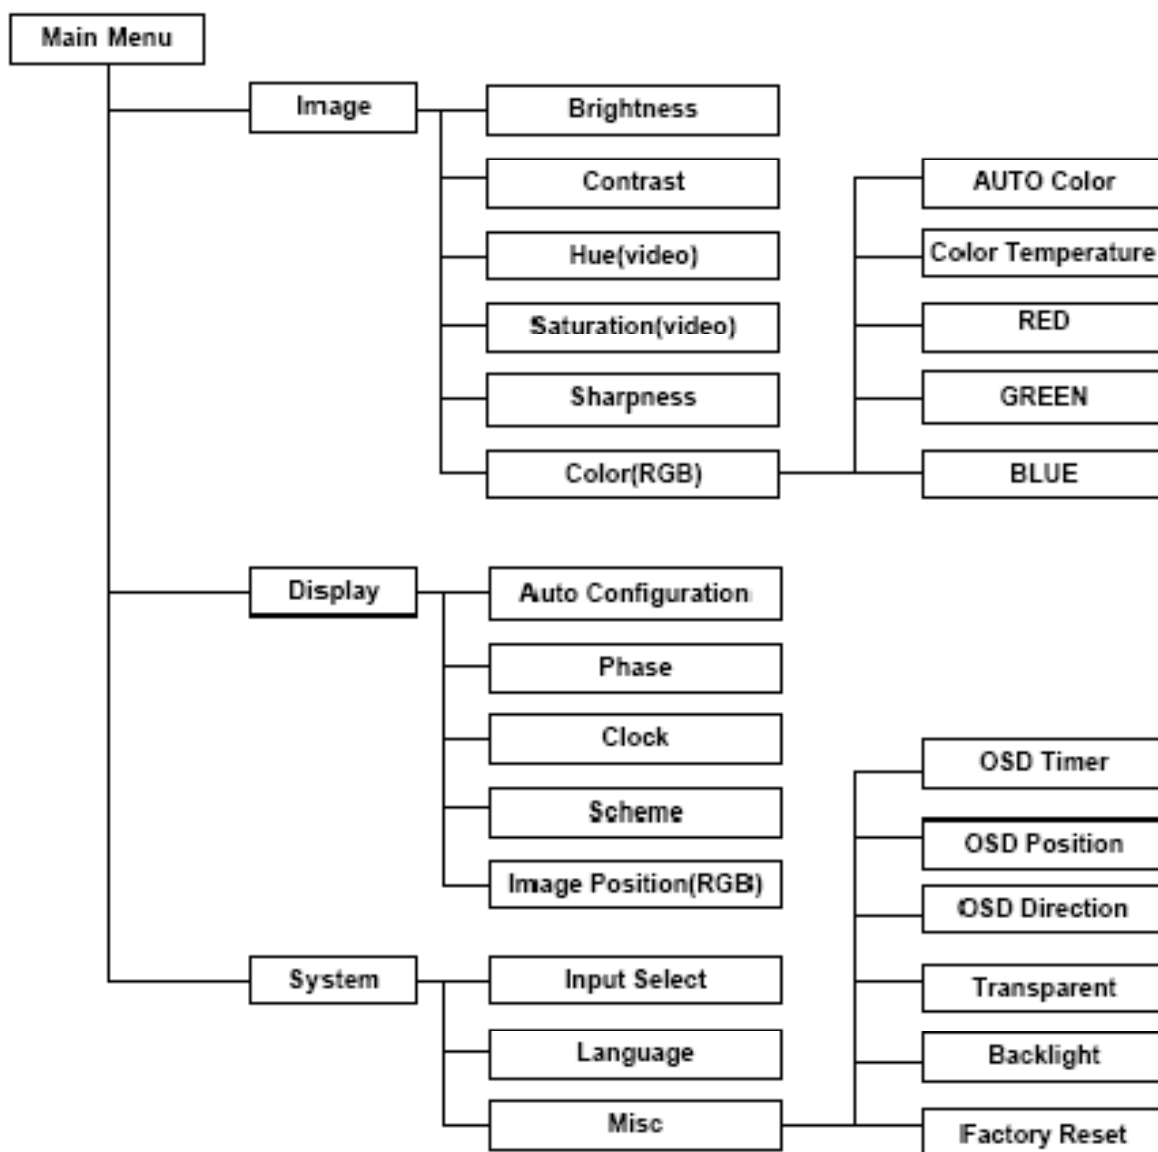 Main Menu
Image
Brightness
Contrast
Hue(video)
Saturation(video)
Sharpness
Color(RGB)
AUTO Color
Color Temperature
RED
GREEN
BLUE
Display
Auto Configuration
Phase
Clock
Scheme
Image Position(RGB)
System
Input Select
Language
Misc
OSD Timer
OSD Position
OSD Direction
Transparent
Backlight
Factory Reset